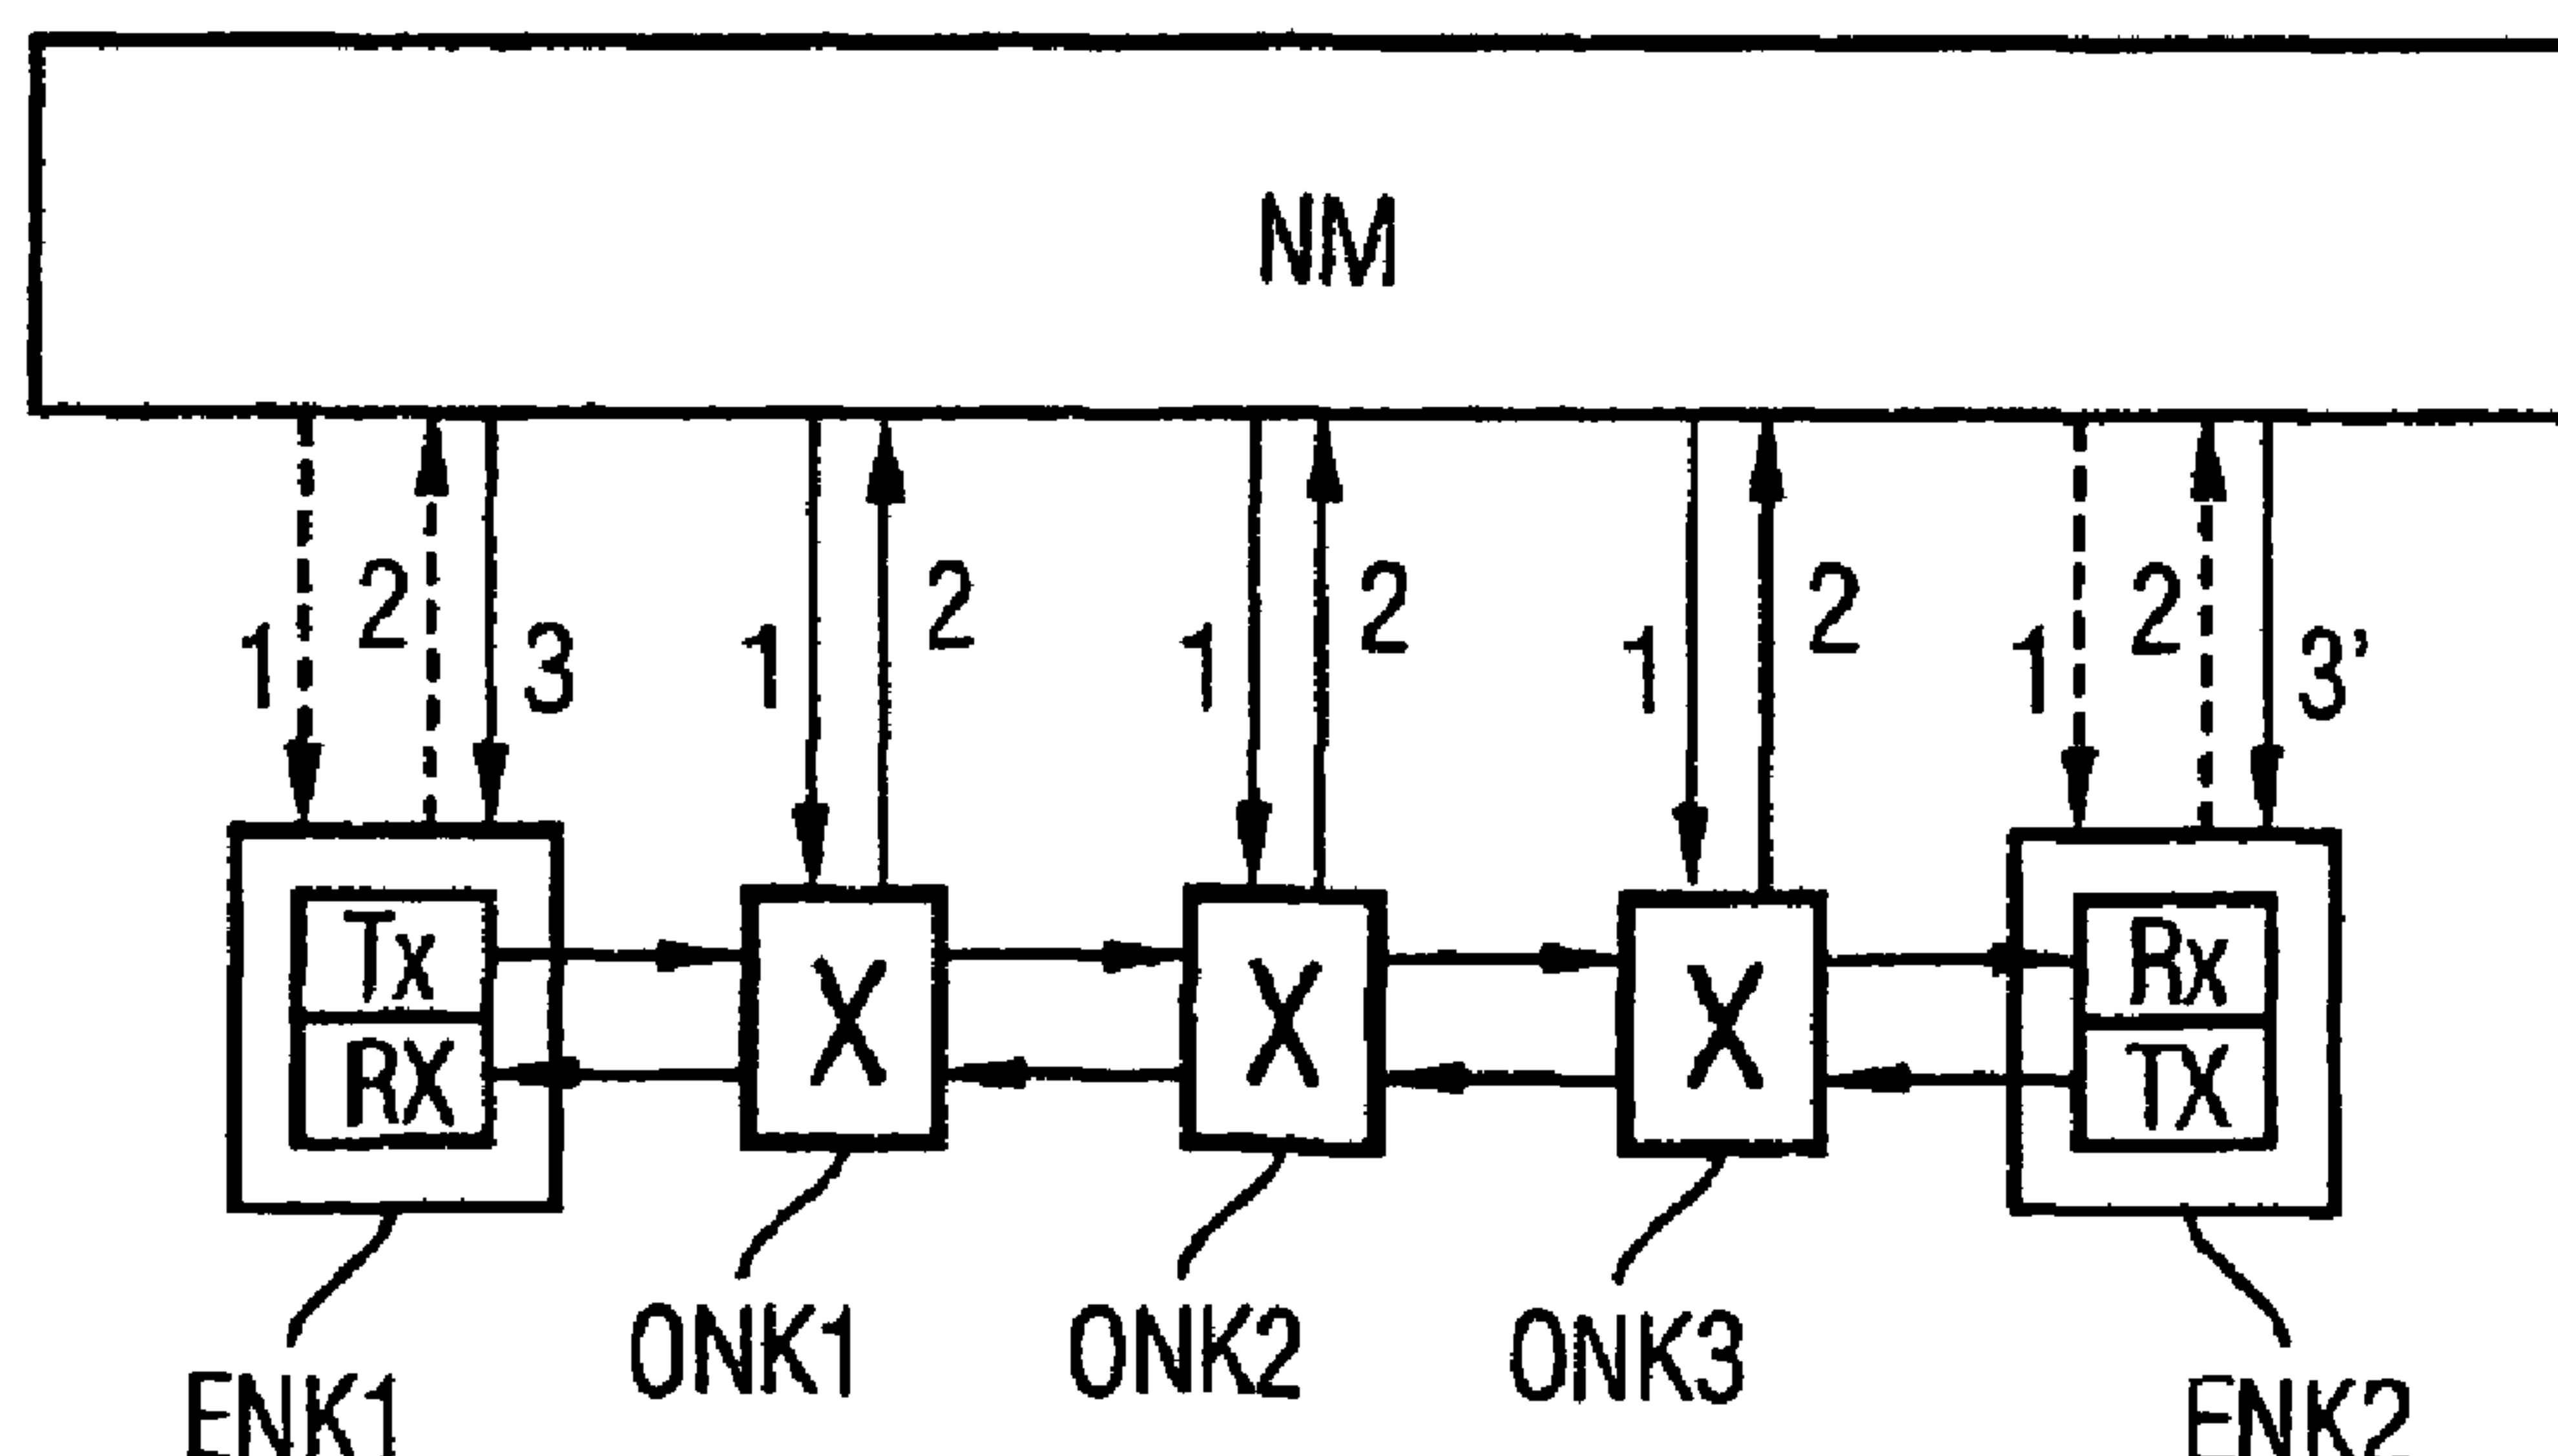 NM
1 2 3 1 2 1 2 1 2 1 2 3'
Tx X X X Rx
RX TX
ONK1 ONK2 ONK3
ENK1 ENK2